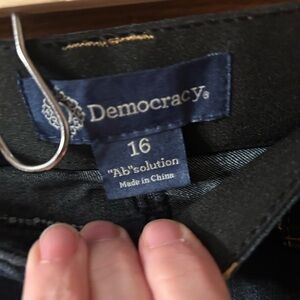 Democracy®
16
"Ab"solution
Made in China